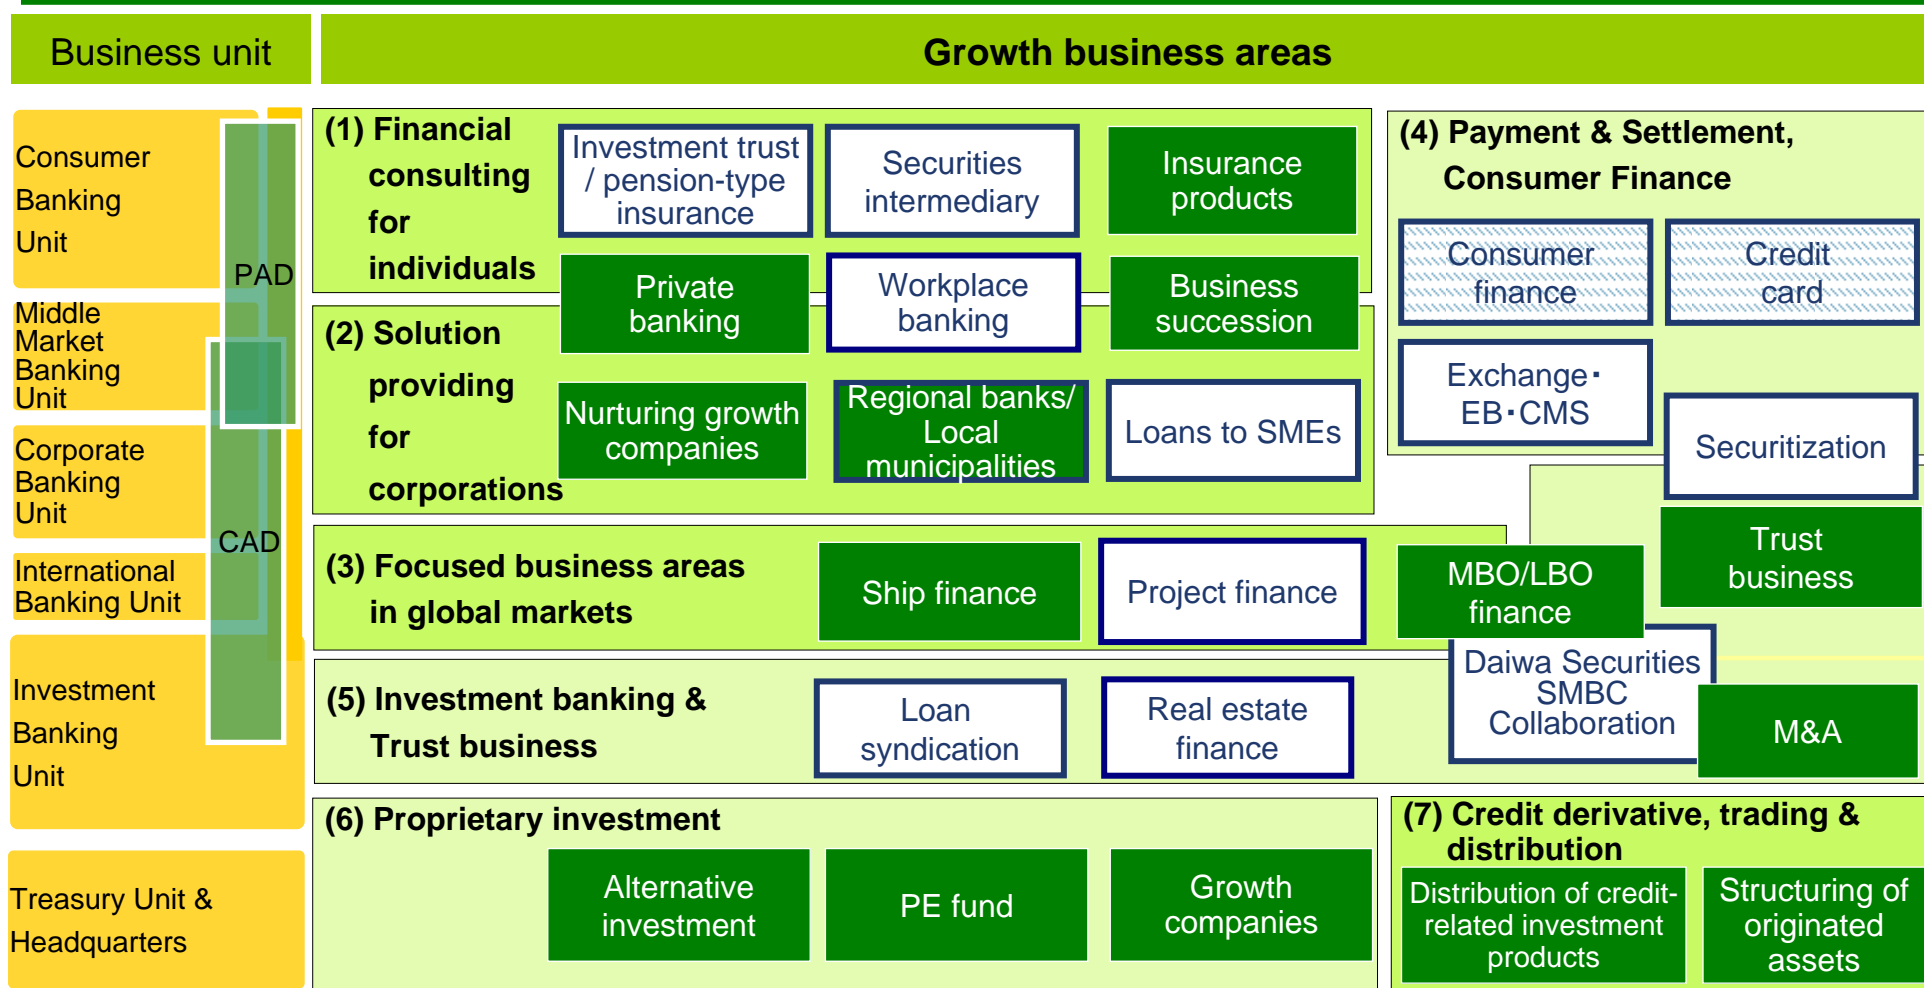 Business unit
Growth business areas
Consumer
Banking
Unit
Middle
Market
Banking
Unit
Corporate
Banking
Unit
International
Banking Unit
Investment
Banking
Unit
Treasury Unit &
Headquarters
PAD
CAD
(1) Financial
consulting
for
individuals
Investment trust
/ pension-type
insurance
Securities
intermediary
Insurance
products
Private
banking
Workplace
banking
Business
succession
(2) Solution
providing
for
corporations
Nurturing growth
companies
Regional banks/
Local
municipalities
Loans to SMEs
(3) Focused business areas
in global markets
Ship finance
Project finance
MBO/LBO
finance
(4) Payment & Settlement,
Consumer Finance
Consumer
finance
Credit
card
Exchange・
EB・CMS
Securitization
Trust
business
(5) Investment banking &
Trust business
Loan
syndication
Real estate
finance
Daiwa Securities
SMBC
Collaboration
M&A
(6) Proprietary investment
Alternative
investment
PE fund
Growth
companies
(7) Credit derivative, trading &
distribution
Distribution of credit-
related investment
products
Structuring of
originated
assets